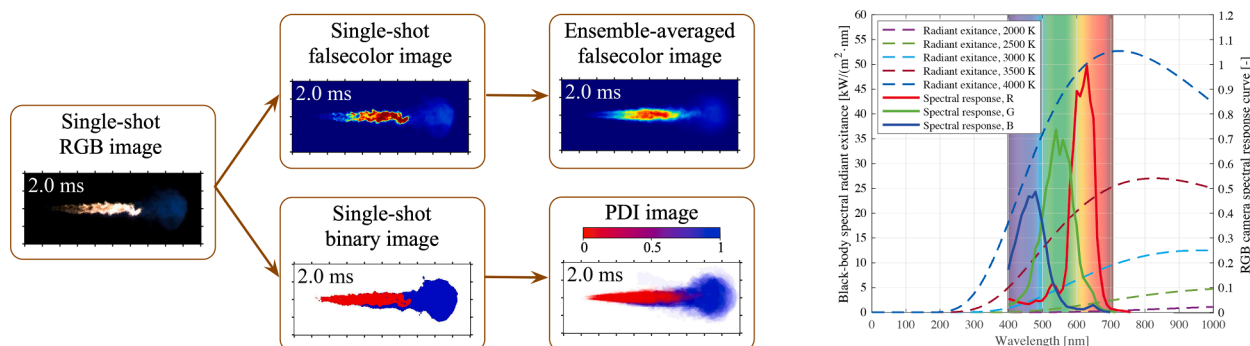 Single-shot
RGB image
2.0 ms
Single-shot
falsecolor image
2.0 ms
Ensemble-averaged
falsecolor image
2.0 ms
Single-shot
binary image
2.0 ms
PDI image
0 0.5 1
2.0 ms
Black-body spectral radiant exitance [kW/(m²·nm]
60
55
50
45
40
35
30
25
20
15
10
5
0
Radiant exitance, 2000 K
Radiant exitance, 2500 K
Radiant exitance, 3000 K
Radiant exitance, 3500 K
Radiant exitance, 4000 K
Spectral response, R
Spectral response, G
Spectral response, B
1.2
1.1
1
0.9
0.8
0.7
0.6
0.5
0.4
0.3
0.2
0.1
0
RGB camera spectral response curve [-]
0 100 200 300 400 500 600 700 800 900 1000
Wavelength [nm]